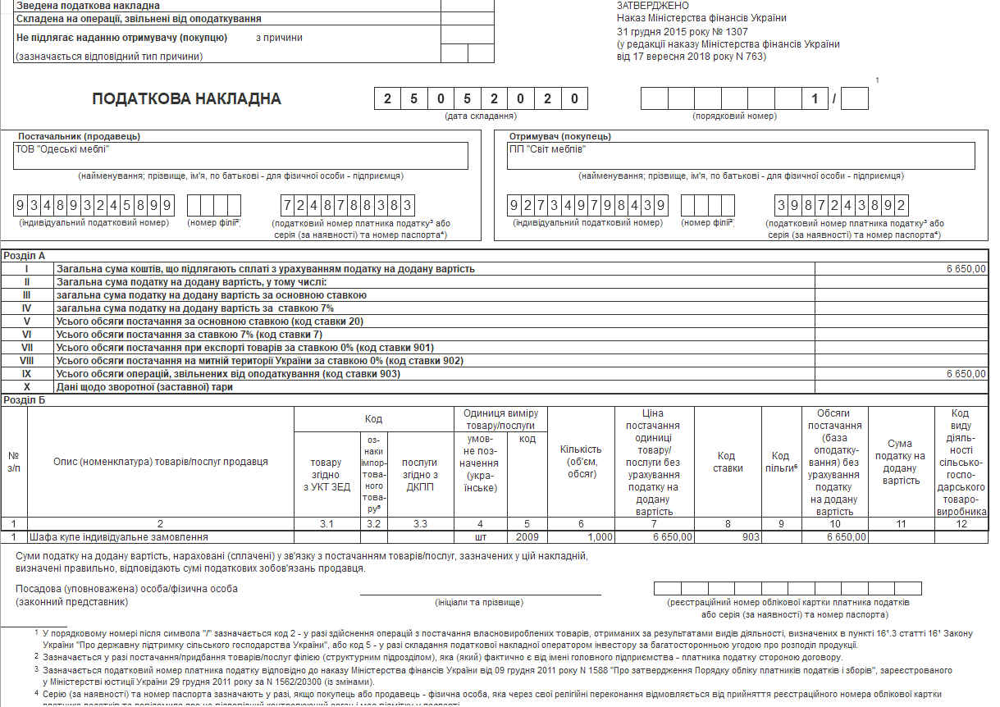 Зведена податкова накладна
Складена на операції, звільнені від оподаткування
Не підлягає наданню отримувачу (покупцю) з причини
(зазначається відповідний тип причини)
ЗАТВЕРДЖЕНО
Наказ Міністерства фінансів України
31 грудня 2015 року № 1307
(у редакції наказу Міністерства фінансів України
від 17 вересня 2018 року N 763)
ПОДАТКОВА НАКЛАДНА 2 5 0 5 2 0 2 0 1 / 1
(дата складання) (порядковий номер)
Постачальник (продавець)
ТОВ "Одеські меблі"
(найменування; прізвище, ім'я, по батькові - для фізичної особи - підприємця)
9 3 4 8 9 3 2 4 5 8 9 9 7 2 4 8 7 8 8 3 8 3
(індивідуальний податковий номер) (номер філії²) (податковий номер платника податку³ або
серія (за наявності) та номер паспорта⁴)
Отримувач (покупець)
ПП "Світ меблів"
(найменування; прізвище, ім'я, по батькові - для фізичної особи - підприємця)
9 2 7 3 4 9 7 9 8 4 3 9 3 9 8 7 2 4 3 8 9 2
(індивідуальний податковий номер) (номер філії²) (податковий номер платника податку³ або
серія (за наявності) та номер паспорта⁴)
Розділ А
I Загальна сума коштів, що підлягають сплаті з урахуванням податку на додану вартість 6 650,00
II Загальна сума податку на додану вартість, у тому числі:
III загальна сума податку на додану вартість за основною ставкою
IV загальна сума податку на додану вартість за ставкою 7%
V Усього обсяги постачання за основною ставкою (код ставки 20)
VI Усього обсяги постачання за ставкою 7% (код ставки 7)
VII Усього обсяги постачання при експорті товарів за ставкою 0% (код ставки 901)
VIII Усього обсяги постачання на митній території України за ставкою 0% (код ставки 902)
IX Усього обсяги операцій, звільнених від оподаткування (код ставки 903) 6 650,00
X Дані щодо зворотної (заставної) тари
Розділ Б
№
з/п
Опис (номенклатура) товарів/послуг продавця
Код
товару
згідно
з УКТ ЗЕД
оз-
наки
імпор-
това-
ного
това-
ру⁵
послуги
згідно з
ДКПП
Одиниця виміру
товару/послуги
умов-
не поз-
начення
(укра-
їнське)
код
Кількість
(об'єм,
обсяг)
Ціна
постачання
одиниці
товару/
послуги без
урахування
податку на
додану
вартість
Код
ставки
Код
пільги⁶
Обсяги
постачання
(база
оподатку-
вання) без
урахування
податку
на додану
вартість
Сума
податку на
додану
вартість
Код
виду
діяль-
ності
сільсько-
госпо-
дарського
товаро-
виробника
1 2 3.1 3.2 3.3 4 5 6 7 8 9 10 11 12
1 Шафа купе індивідуальне замовлення шт 2009 1,000 6 650,00 903 6 650,00
Суми податку на додану вартість, нараховані (сплачені) у зв'язку з постачанням товарів/послуг, зазначених у цій накладній,
визначені правильно, відповідають сумі податкових зобов'язань продавця.
Посадова (уповноважена) особа/фізична особа
(законний представник)
(ініціали та прізвище)
(реєстраційний номер облікової картки платника податків
або серія (за наявності) та номер паспорта)
1 У порядковому номері після символа "/" зазначається код 2 - у разі здійснення операцій з постачання власновироблених товарів, отриманих за результатами видів діяльності, визначених в пункті 16¹.3 статті 16¹ Закону
України "Про державну підтримку сільського господарства України", або код 5 - у разі складання податкової накладної оператором інвестору за багатосторонньою угодою про розподіл продукції.
2 Зазначається у разі постачання/придбання товарів/послуг філією (структурним підрозділом), яка (який) фактично є від імені головного підприємства - платника податку стороною договору.
3 Зазначається податковий номер платника податку відповідно до наказу Міністерства фінансів України від 09 грудня 2011 року N 1588 "Про затвердження Порядку обліку платників податків і зборів", зареєстрованого
у Міністерстві юстиції України 29 грудня 2011 року за N 1562/20300 (із змінами).
4 Серію (за наявності) та номер паспорта зазначають у разі, якщо покупець або продавець - фізична особа, яка через свої релігійні переконання відмовляється від прийняття реєстраційного номера облікової картки